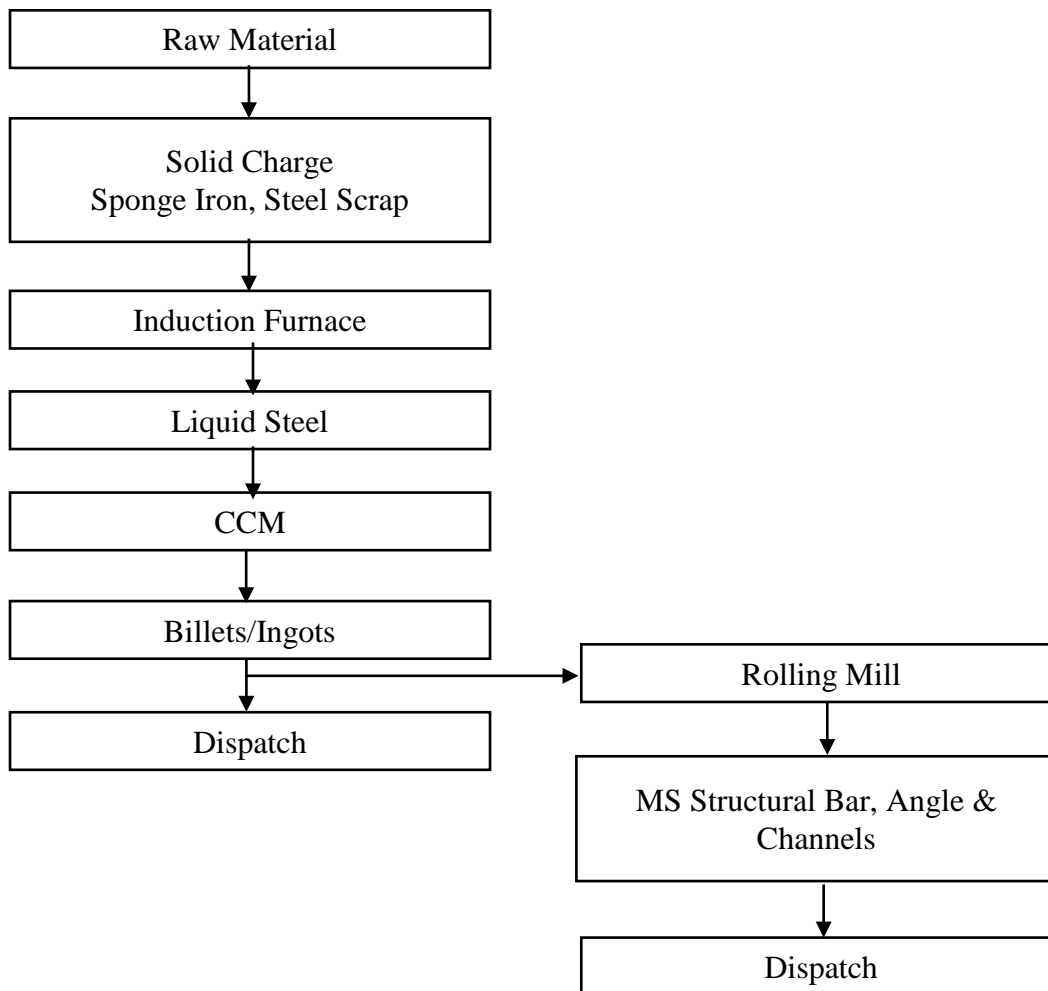 Raw Material
Solid Charge
Sponge Iron, Steel Scrap
Induction Furnace
Liquid Steel
CCM
Billets/Ingots
Dispatch
Rolling Mill
MS Structural Bar, Angle &
Channels
Dispatch